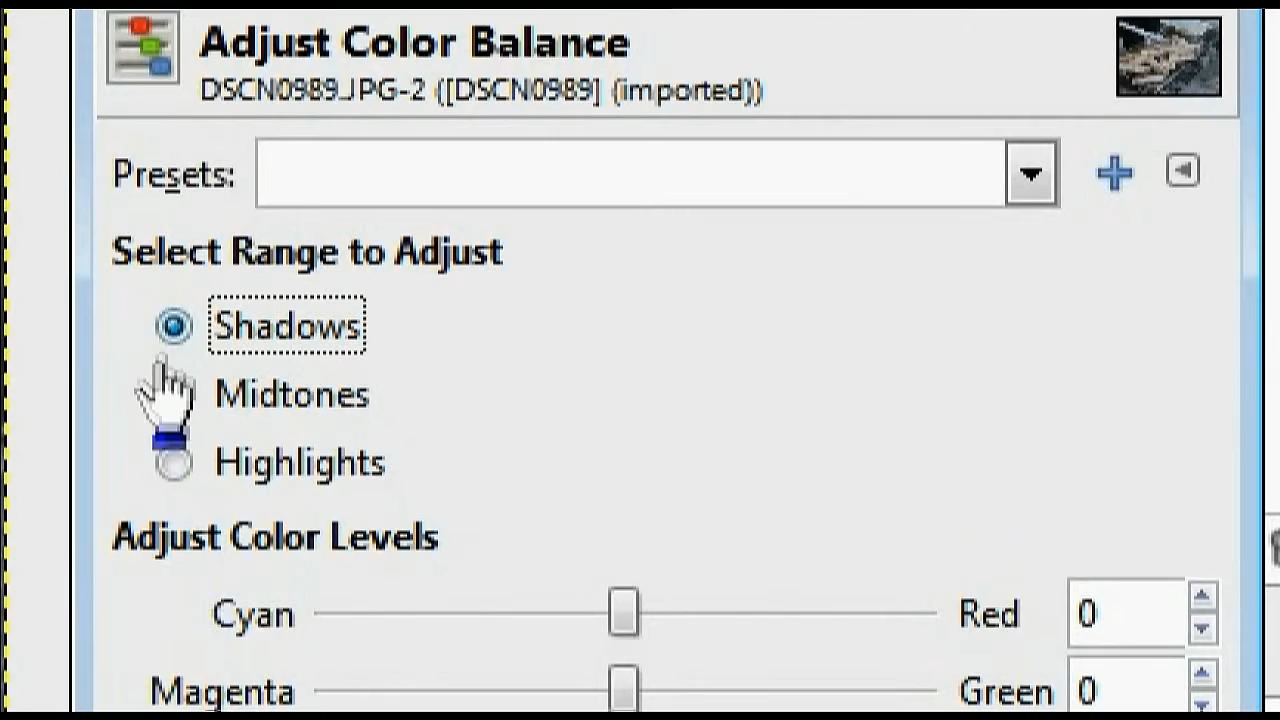 Adjust Color Balance
DSCN0989.JPG-2 ([DSCN0989] (imported))
Presets:
Select Range to Adjust
Shadows
Midtones
Highlights
Adjust Color Levels
Cyan Red 0
Magenta Green 0